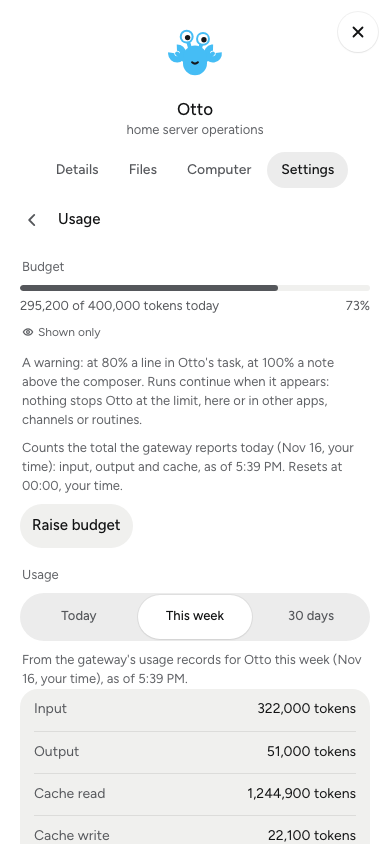 Otto
home server operations
Details
Files
Computer
Settings
Usage
Budget
295,200 of 400,000 tokens today
73%
Shown only
A warning: at 80% a line in Otto's task, at 100% a note
above the composer. Runs continue when it appears:
nothing stops Otto at the limit, here or in other apps,
channels or routines.
Counts the total the gateway reports today (Nov 16, your
time): input, output and cache, as of 5:39 PM. Resets at
00:00, your time.
Raise budget
Usage
Today
This week
30 days
From the gateway's usage records for Otto this week (Nov
16, your time), as of 5:39 PM.
Input
322,000 tokens
Output
51,000 tokens
Cache read
1,244,900 tokens
Cache write
22,100 tokens